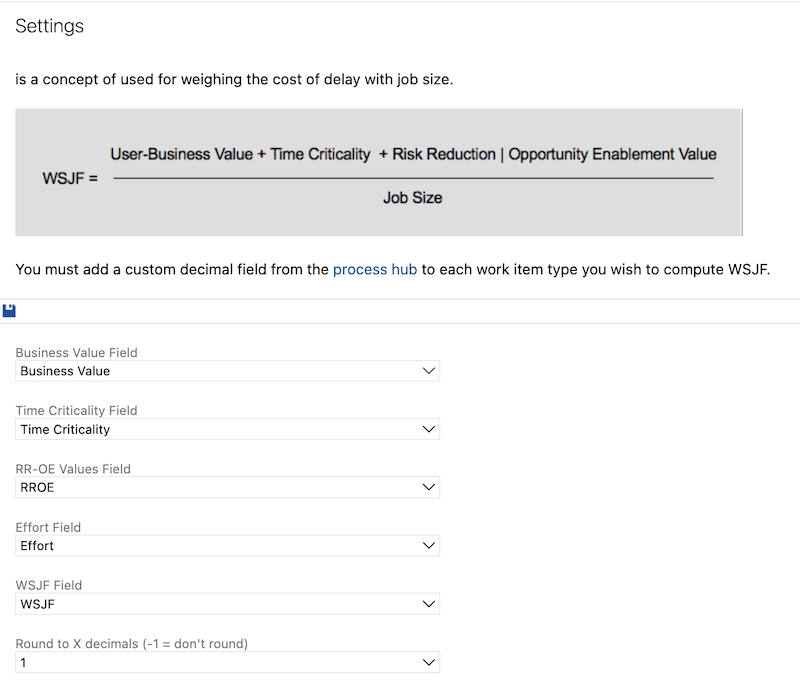 Settings
is a concept of used for weighing the cost of delay with job size.
User-Business Value + Time Criticality + Risk Reduction | Opportunity Enablement Value
WSJF =
Job Size
You must add a custom decimal field from the process hub to each work item type you wish to compute WSJF.
Business Value Field
Business Value
Time Criticality Field
Time Criticality
RR-OE Values Field
RROE
Effort Field
Effort
WSJF Field
WSJF
Round to X decimals (-1 = don't round)
1